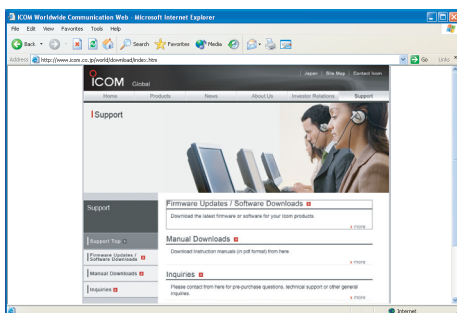 ICOM Worldwide Communication Web - Microsoft Internet Explorer
File Edit View Favorites Tools Help
Back Search Favorites Media
Address http://www.icom.co.jp/world/download/index.htm Go Links
ICOM Global
Japan | Site Map | Contact Icom
Home Products News About Us Investor Relations Support
Support
Support
Support Top
Firmware Updates /
Software Downloads
Manual Downloads
Inquiries
Firmware Updates / Software Downloads
Download the latest firmware or software for your Icom products.
more
Manual Downloads
Download instruction manuals (in pdf format) from here.
more
Inquiries
Please contact from here for pre-purchase questions, technical support or other general
inquiries.
more
Internet